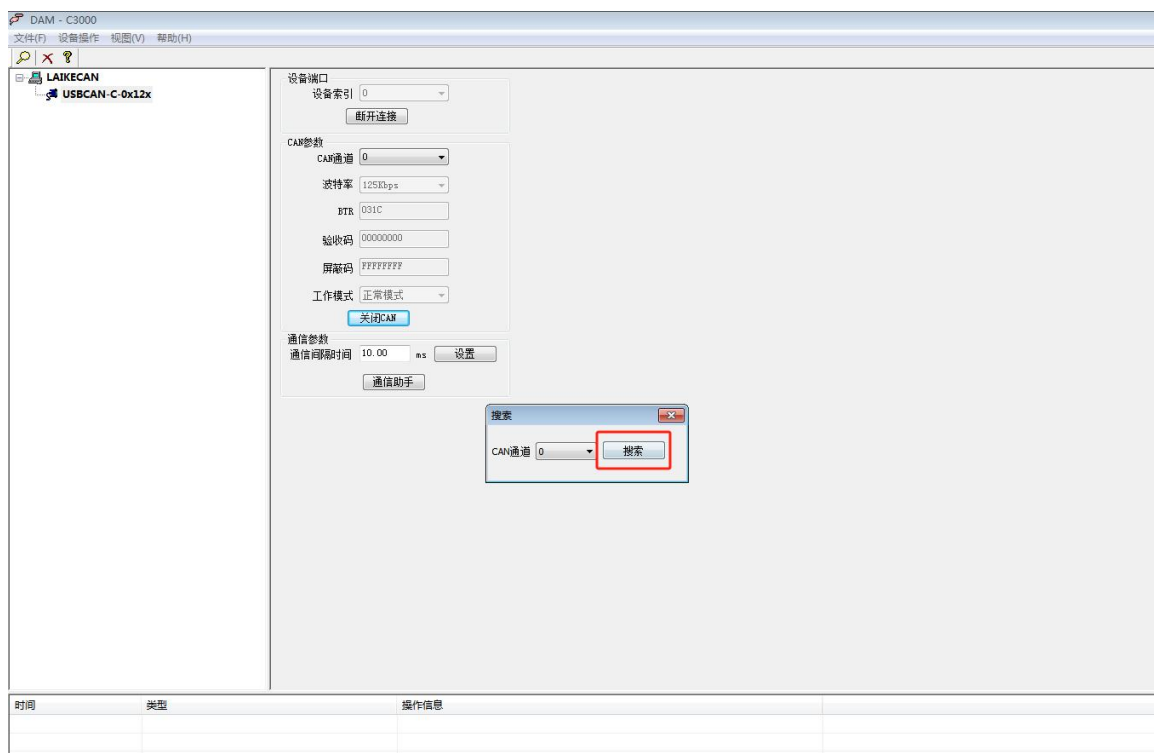 DAM - C3000
文件(F) 设备操作 视图(V) 帮助(H)
LAIKECAN
USBCAN-C-0x12x
设备端口
设备索引 0
断开连接
CAN参数
CAN通道 0
波特率 125Kbps
BTR 031C
验收码 00000000
屏蔽码 FFFFFFFF
工作模式 正常模式
关闭CAN
通信参数
通信间隔时间 10.00 ms 设置
通信助手
搜索
CAN通道 0 搜索
时间 类型 操作信息